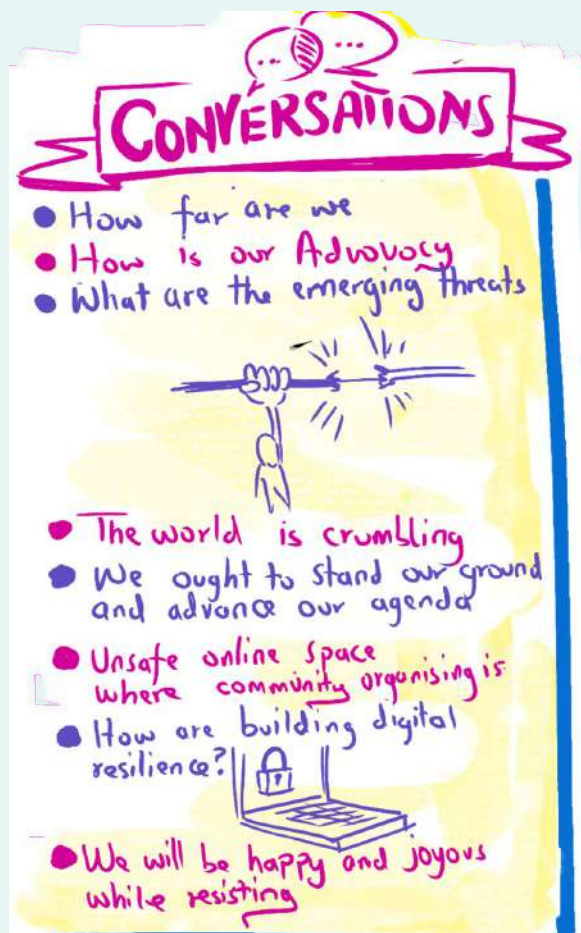 CONVERSATIONS
• How far are we
• How is our Advovocy
• What are the emerging threats
• The world is crumbling
• We ought to stand our ground
and advance our agenda
• Unsafe online space
where community organising is
• How are building digital
resilience?
• We will be happy and joyous
while resisting